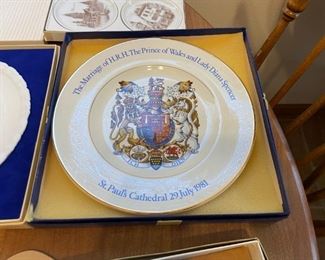 The Marriage of H.R.H. The Prince of Wales and Lady Diana Spencer
St. Paul's Cathedral 29 July 1981